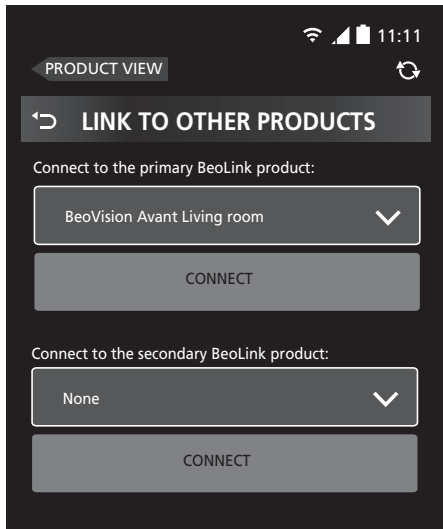 11:11
PRODUCT VIEW
LINK TO OTHER PRODUCTS
Connect to the primary BeoLink product:
BeoVision Avant Living room
CONNECT
Connect to the secondary BeoLink product:
None
CONNECT